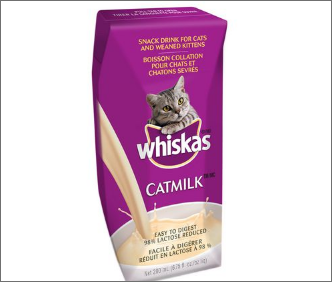 SNACK DRINK FOR CATS
AND WEANED KITTENS
BOISSON COLLATION
POUR CHATS ET
CHATONS SEVRES
whiskas
CATMILK
EASY TO DIGEST
98% LACTOSE REDUCED
FACILE À DIGÉRER
RÉDUIT EN LACTOSE À 98 %